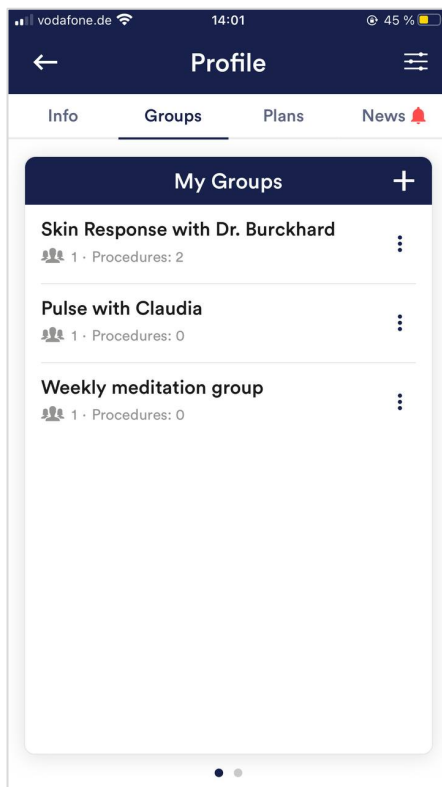 vodafone.de 14:01 45 %
Profile
Info Groups Plans News
My Groups
Skin Response with Dr. Burckhard
1 · Procedures: 2
Pulse with Claudia
1 · Procedures: 0
Weekly meditation group
1 · Procedures: 0